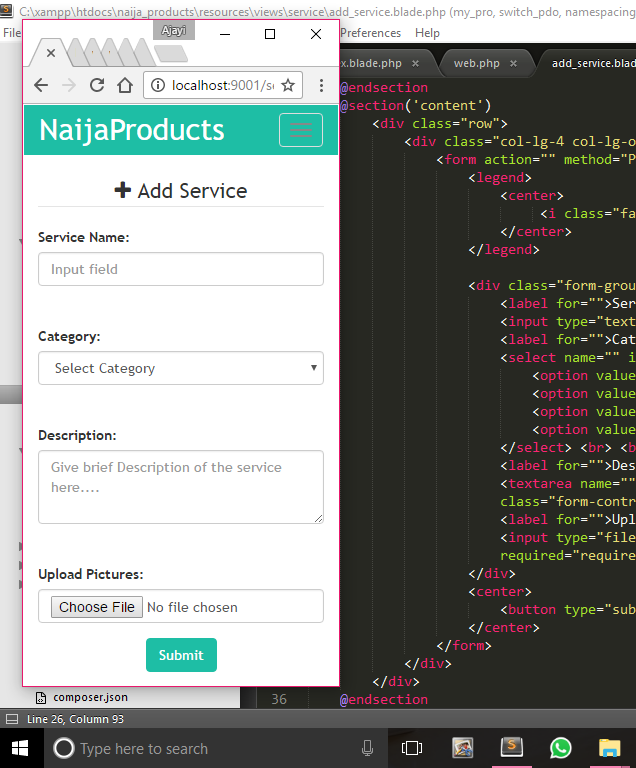 C:\xampp\htdocs\naija_products\resources\views\service\add_service.blade.php (my_pro, switch_pdo, namespacing
File
Preferences Help
Ajayi
localhost:9001/se
ex.blade.php × web.php × add_service.blad
NaijaProducts
Add Service
Service Name:
Input field
Category:
Select Category
Description:
Give brief Description of the service
here....
Upload Pictures:
Choose File No file chosen
Submit
@endsection
@section('content')
<div class="row">
<div class="col-lg-4 col-lg-o
<form action="" method="P
<legend>
<center>
<i class="fa
</center>
</legend>
<div class="form-grou
<label for="">Ser
<input type="text
<label for="">Cat
<select name="" i
<option value
<option value
<option value
<option value
</select> <br> <b
<label for="">Des
<textarea name=""
class="form-contr
<label for="">Upl
<input type="file
required="require
</div>
<center>
<button type="sub
</center>
</form>
</div>
</div>
36 @endsection
composer.json
Line 26, Column 93
Type here to search